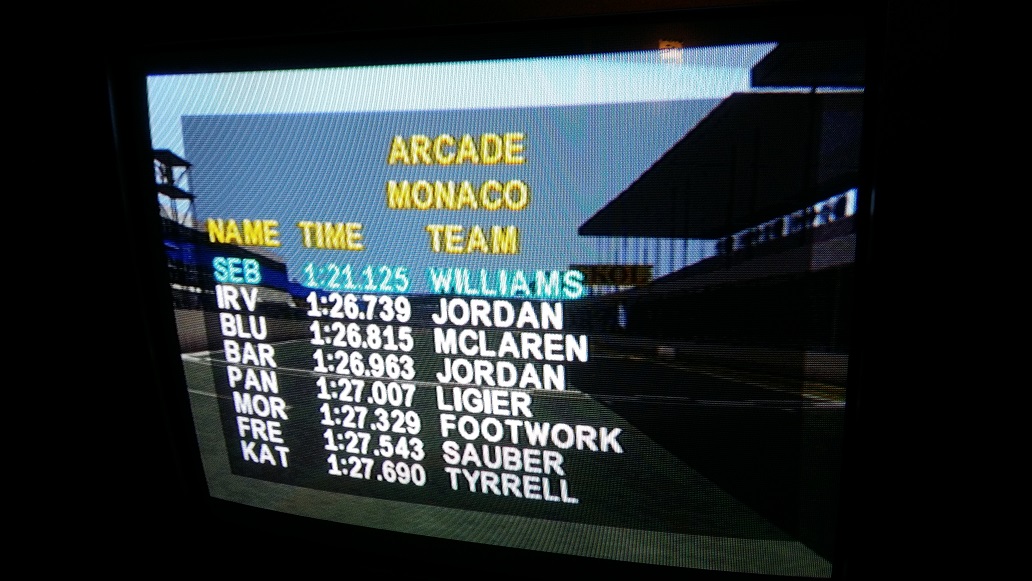 ARCADE
MONACO
NAME TIME TEAM
SEB 1:21.125 WILLIAMS
IRV 1:26.739 JORDAN
BLU 1:26.815 MCLAREN
BAR 1:26.963 JORDAN
PAN 1:27.007 LIGIER
MOR 1:27.329 FOOTWORK
FRE 1:27.543 SAUBER
KAT 1:27.690 TYRRELL